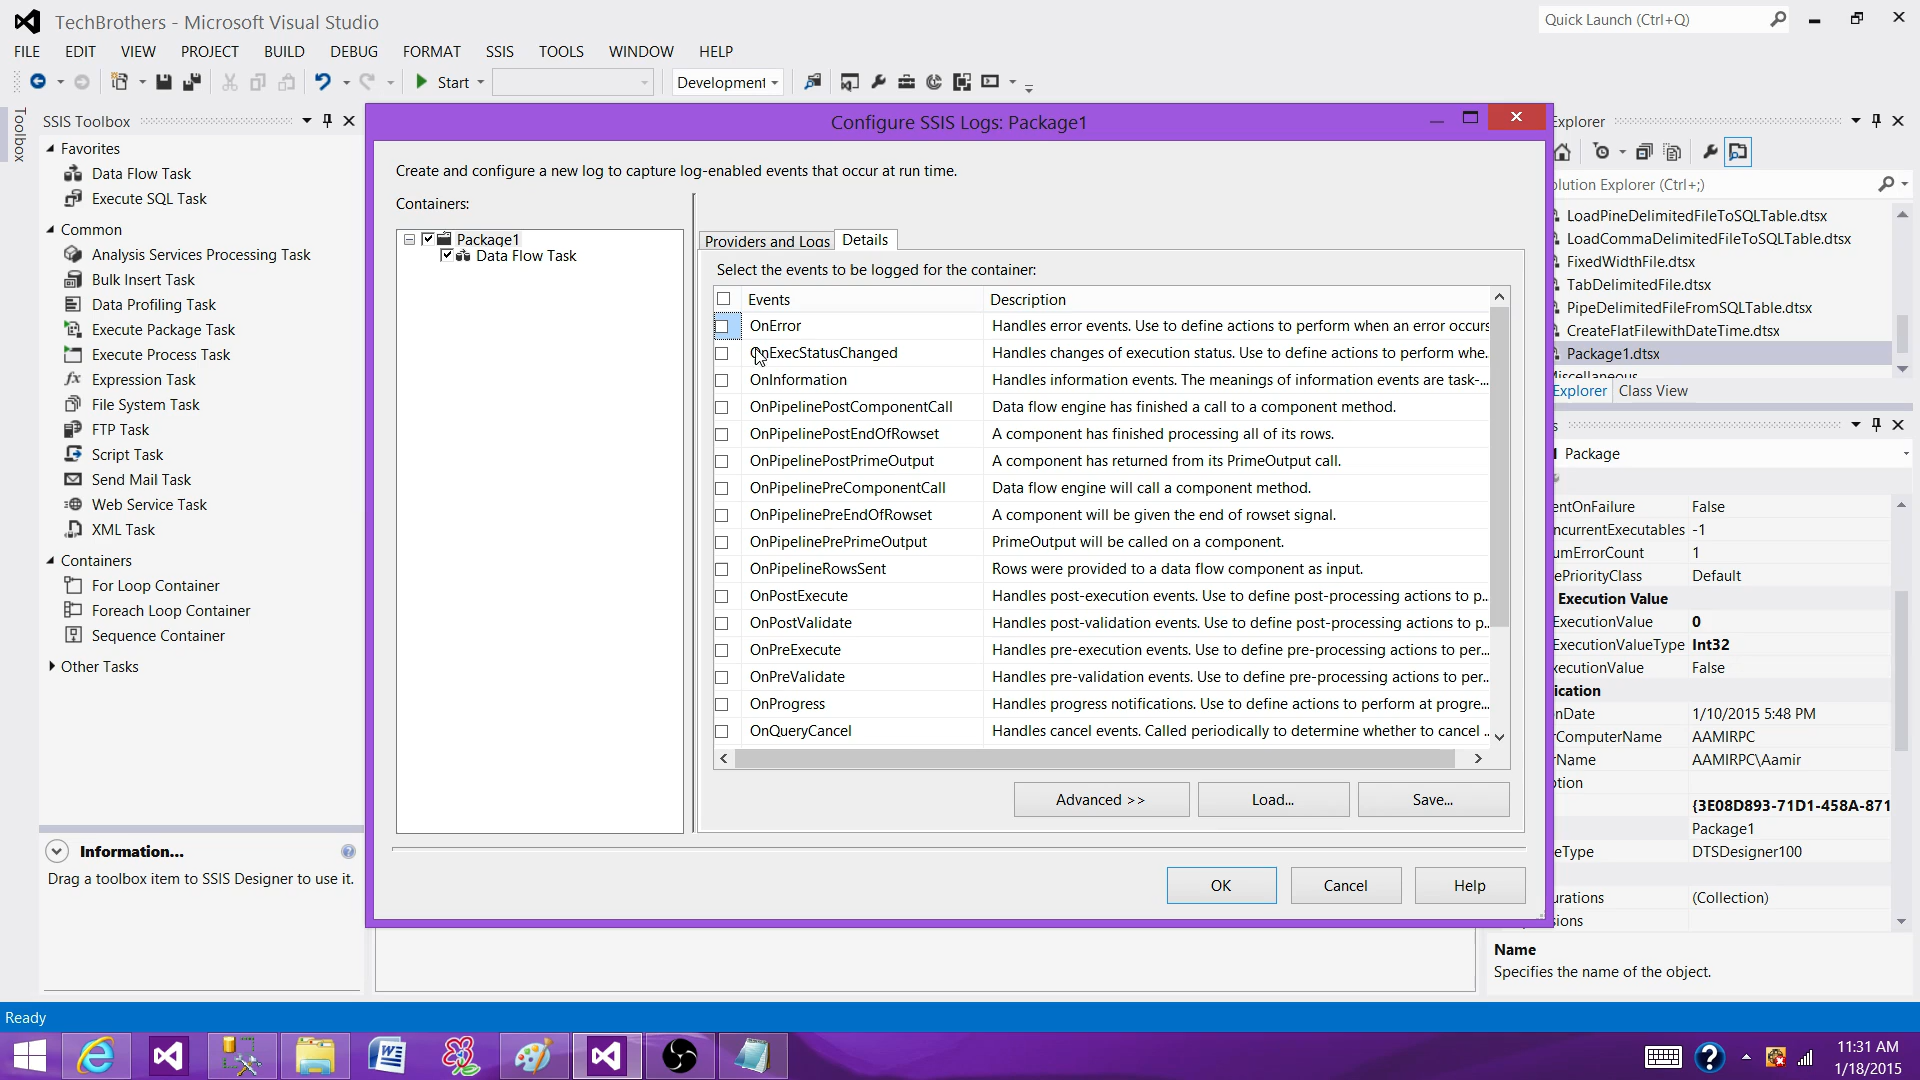 TechBrothers - Microsoft Visual Studio
Quick Launch (Ctrl+Q)
FILE EDIT VIEW PROJECT BUILD DEBUG FORMAT SSIS TOOLS WINDOW HELP
Start
Development
Toolbox
SSIS Toolbox
Favorites
Data Flow Task
Execute SQL Task
Common
Analysis Services Processing Task
Bulk Insert Task
Data Profiling Task
Execute Package Task
Execute Process Task
Expression Task
File System Task
FTP Task
Script Task
Send Mail Task
Web Service Task
XML Task
Containers
For Loop Container
Foreach Loop Container
Sequence Container
Other Tasks
Information...
Drag a toolbox item to SSIS Designer to use it.
Configure SSIS Logs: Package1
Create and configure a new log to capture log-enabled events that occur at run time.
Containers:
Package1
Data Flow Task
Providers and Logs Details
Select the events to be logged for the container:
Events Description
OnError Handles error events. Use to define actions to perform when an error occurs
OnExecStatusChanged Handles changes of execution status. Use to define actions to perform whe...
OnInformation Handles information events. The meanings of information events are task-...
OnPipelinePostComponentCall Data flow engine has finished a call to a component method.
OnPipelinePostEndOfRowset A component has finished processing all of its rows.
OnPipelinePostPrimeOutput A component has returned from its PrimeOutput call.
OnPipelinePreComponentCall Data flow engine will call a component method.
OnPipelinePreEndOfRowset A component will be given the end of rowset signal.
OnPipelinePrePrimeOutput PrimeOutput will be called on a component.
OnPipelineRowsSent Rows were provided to a data flow component as input.
OnPostExecute Handles post-execution events. Use to define post-processing actions to p...
OnPostValidate Handles post-validation events. Use to define post-processing actions to p...
OnPreExecute Handles pre-execution events. Use to define pre-processing actions to per...
OnPreValidate Handles pre-validation events. Use to define pre-processing actions to per...
OnProgress Handles progress notifications. Use to define actions to perform at progre...
OnQueryCancel Handles cancel events. Called periodically to determine whether to cancel ...
Advanced >> Load... Save...
OK Cancel Help
Explorer
olution Explorer (Ctrl+;)
LoadPineDelimitedFileToSQLTable.dtsx
LoadCommaDelimitedFileToSQLTable.dtsx
FixedWidthFile.dtsx
TabDelimitedFile.dtsx
PipeDelimitedFileFromSQLTable.dtsx
CreateFlatFilewithDateTime.dtsx
Package1.dtsx
Miscellaneous
Explorer Class View
s
Package
entOnFailure False
ncurrentExecutables -1
umErrorCount 1
ePriorityClass Default
Execution Value
ExecutionValue 0
ExecutionValueType Int32
xecutionValue False
ication
nDate 1/10/2015 5:48 PM
rComputerName AAMIRPC
rName AAMIRPC\Aamir
ption
{3E08D893-71D1-458A-871
Package1
eType DTSDesigner100
urations (Collection)
sions
Name
Specifies the name of the object.
Ready
11:31 AM
1/18/2015